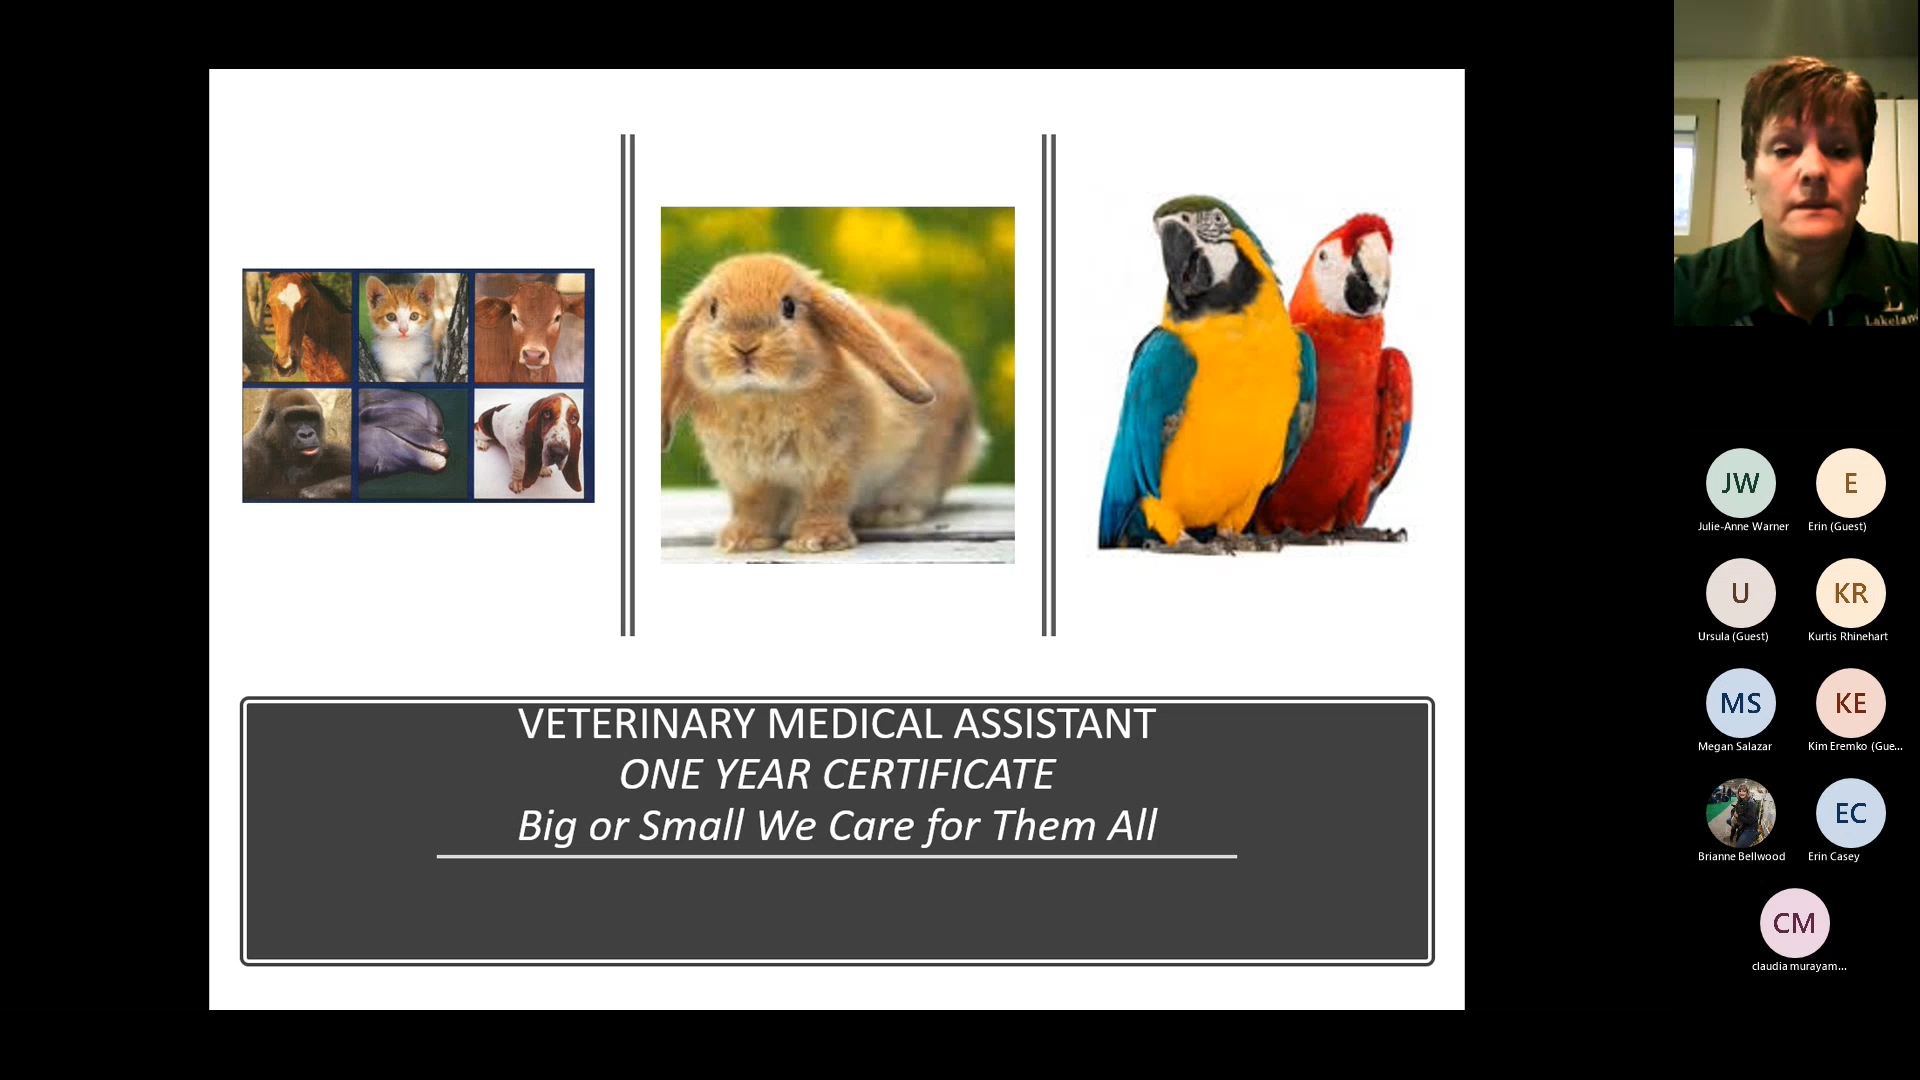 VETERINARY MEDICAL ASSISTANT
ONE YEAR CERTIFICATE
Big or Small We Care for Them All
L
Lakelan
JW
Julie-Anne Warner
E
Erin (Guest)
U
Ursula (Guest)
KR
Kurtis Rhinehart
MS
Megan Salazar
KE
Kim Eremko (Gue...
Brianne Bellwood
EC
Erin Casey
CM
claudia murayam...